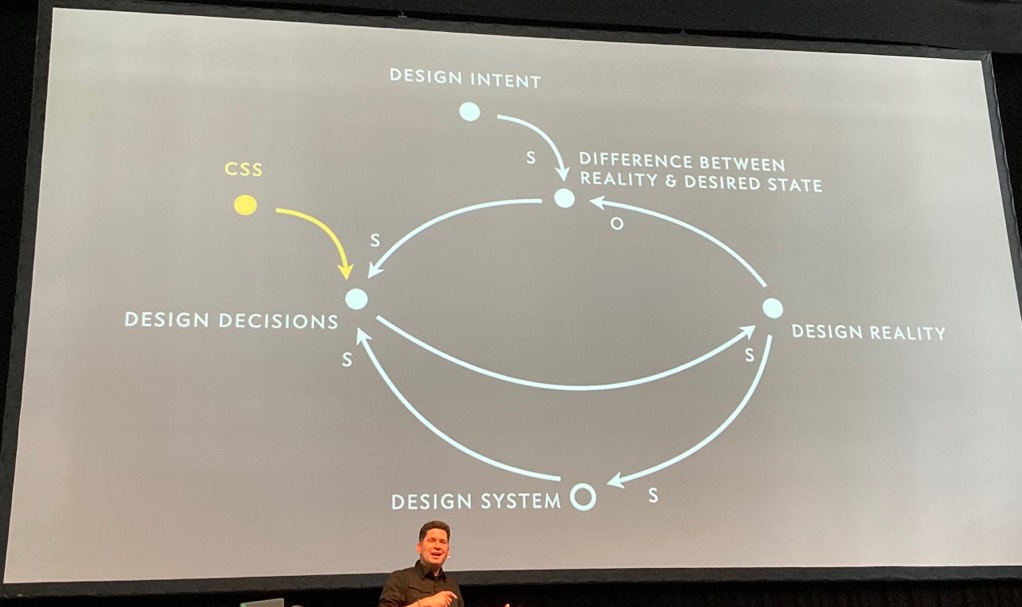 DESIGN INTENT
S
DIFFERENCE BETWEEN
REALITY & DESIRED STATE
CSS
O
S
DESIGN DECISIONS
DESIGN REALITY
S
S
DESIGN SYSTEM
S